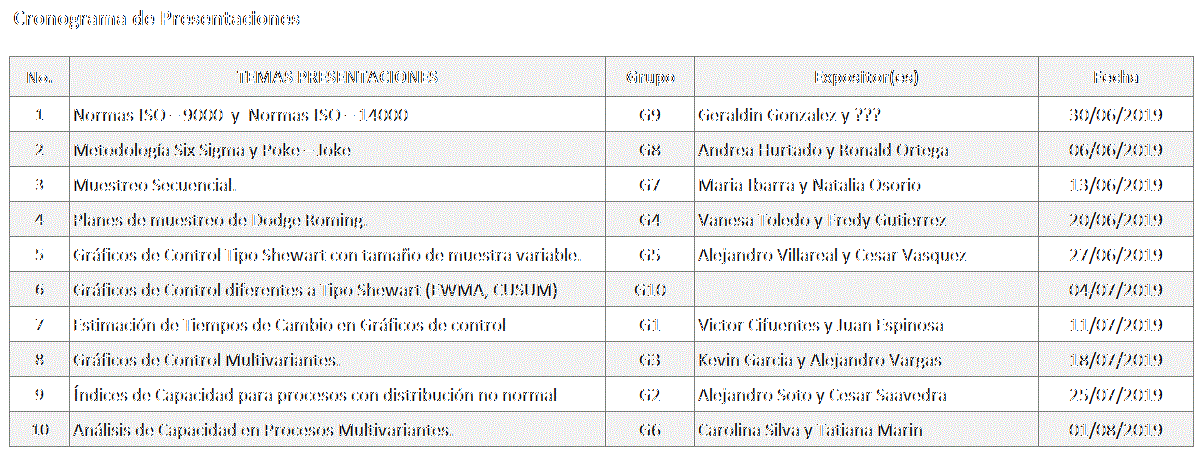 Cronograma de Presentaciones
No. TEMAS PRESENTACIONES Grupo Expositor(es) Fecha
1 Normas ISO - 9000 y Normas ISO - 14000 G9 Geraldin Gonzalez y ??? 30/06/2019
2 Metodología Six Sigma y Poke - Joke G8 Andrea Hurtado y Ronald Ortega 06/06/2019
3 Muestreo Secuencial. G7 Maria Ibarra y Natalia Osorio 13/06/2019
4 Planes de muestreo de Dodge Roming. G4 Vanesa Toledo y Fredy Gutierrez 20/06/2019
5 Gráficos de Control Tipo Shewart con tamaño de muestra variable. G5 Alejandro Villareal y Cesar Vasquez 27/06/2019
6 Gráficos de Control diferentes a Tipo Shewart (EWMA, CUSUM) G10 04/07/2019
7 Estimación de Tiempos de Cambio en Gráficos de control G1 Victor Cifuentes y Juan Espinosa 11/07/2019
8 Gráficos de Control Multivariantes. G3 Kevin Garcia y Alejandro Vargas 18/07/2019
9 Índices de Capacidad para procesos con distribución no normal G2 Alejandro Soto y Cesar Saavedra 25/07/2019
10 Análisis de Capacidad en Procesos Multivariantes. G6 Carolina Silva y Tatiana Marin 01/08/2019